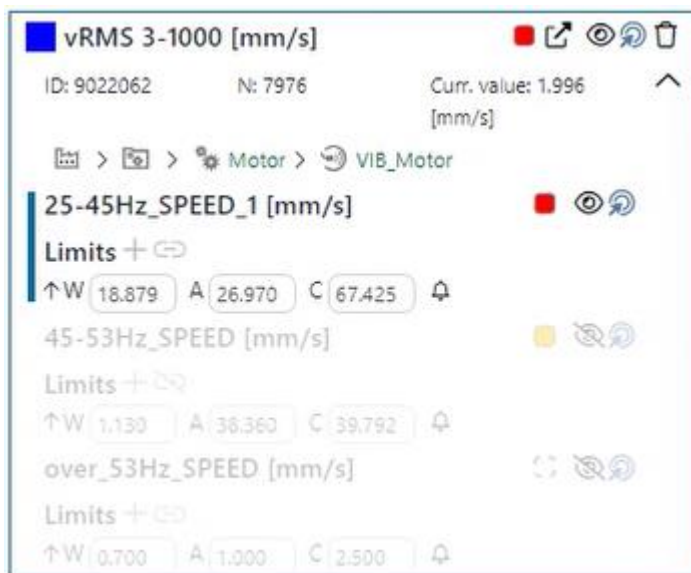 vRMS 3-1000 [mm/s]
ID: 9022062 N: 7976 Curr. value: 1.996
[mm/s]
> > Motor > VIB_Motor
25-45Hz_SPEED_1 [mm/s]
Limits +
↑W 18.879 A 26.970 C 67.425
45-53Hz_SPEED [mm/s]
Limits +
↑W 1.130 A 38.360 C 39.792
over_53Hz_SPEED [mm/s]
Limits +
↑W 0.700 A 1.000 C 2.500